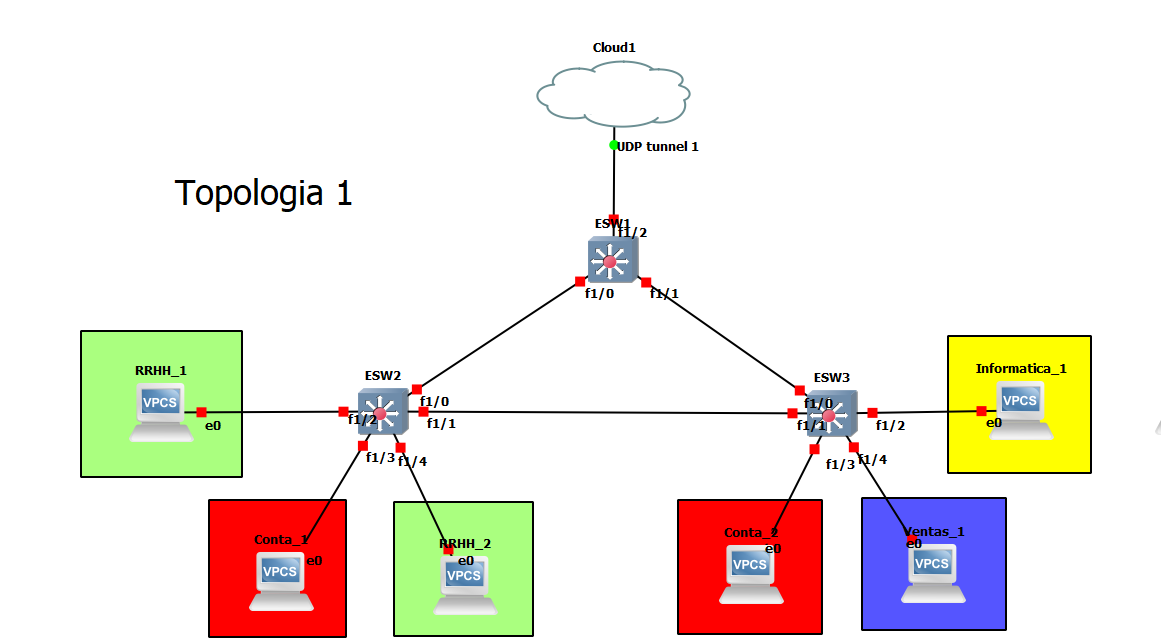 Cloud1
UDP tunnel 1
Topologia 1
ESW1
f1/2
f1/0
f1/1
RRHH_1
VPCS
e0
ESW2
f1/0
f1/2
f1/1
f1/3
f1/4
ESW3
f1/0
f1/1
f1/2
f1/3
f1/4
Informatica_1
VPCS
e0
Conta_1
e0
VPCS
RRHH_2
e0
VPCS
Conta_2
e0
VPCS
Ventas_1
e0
VPCS